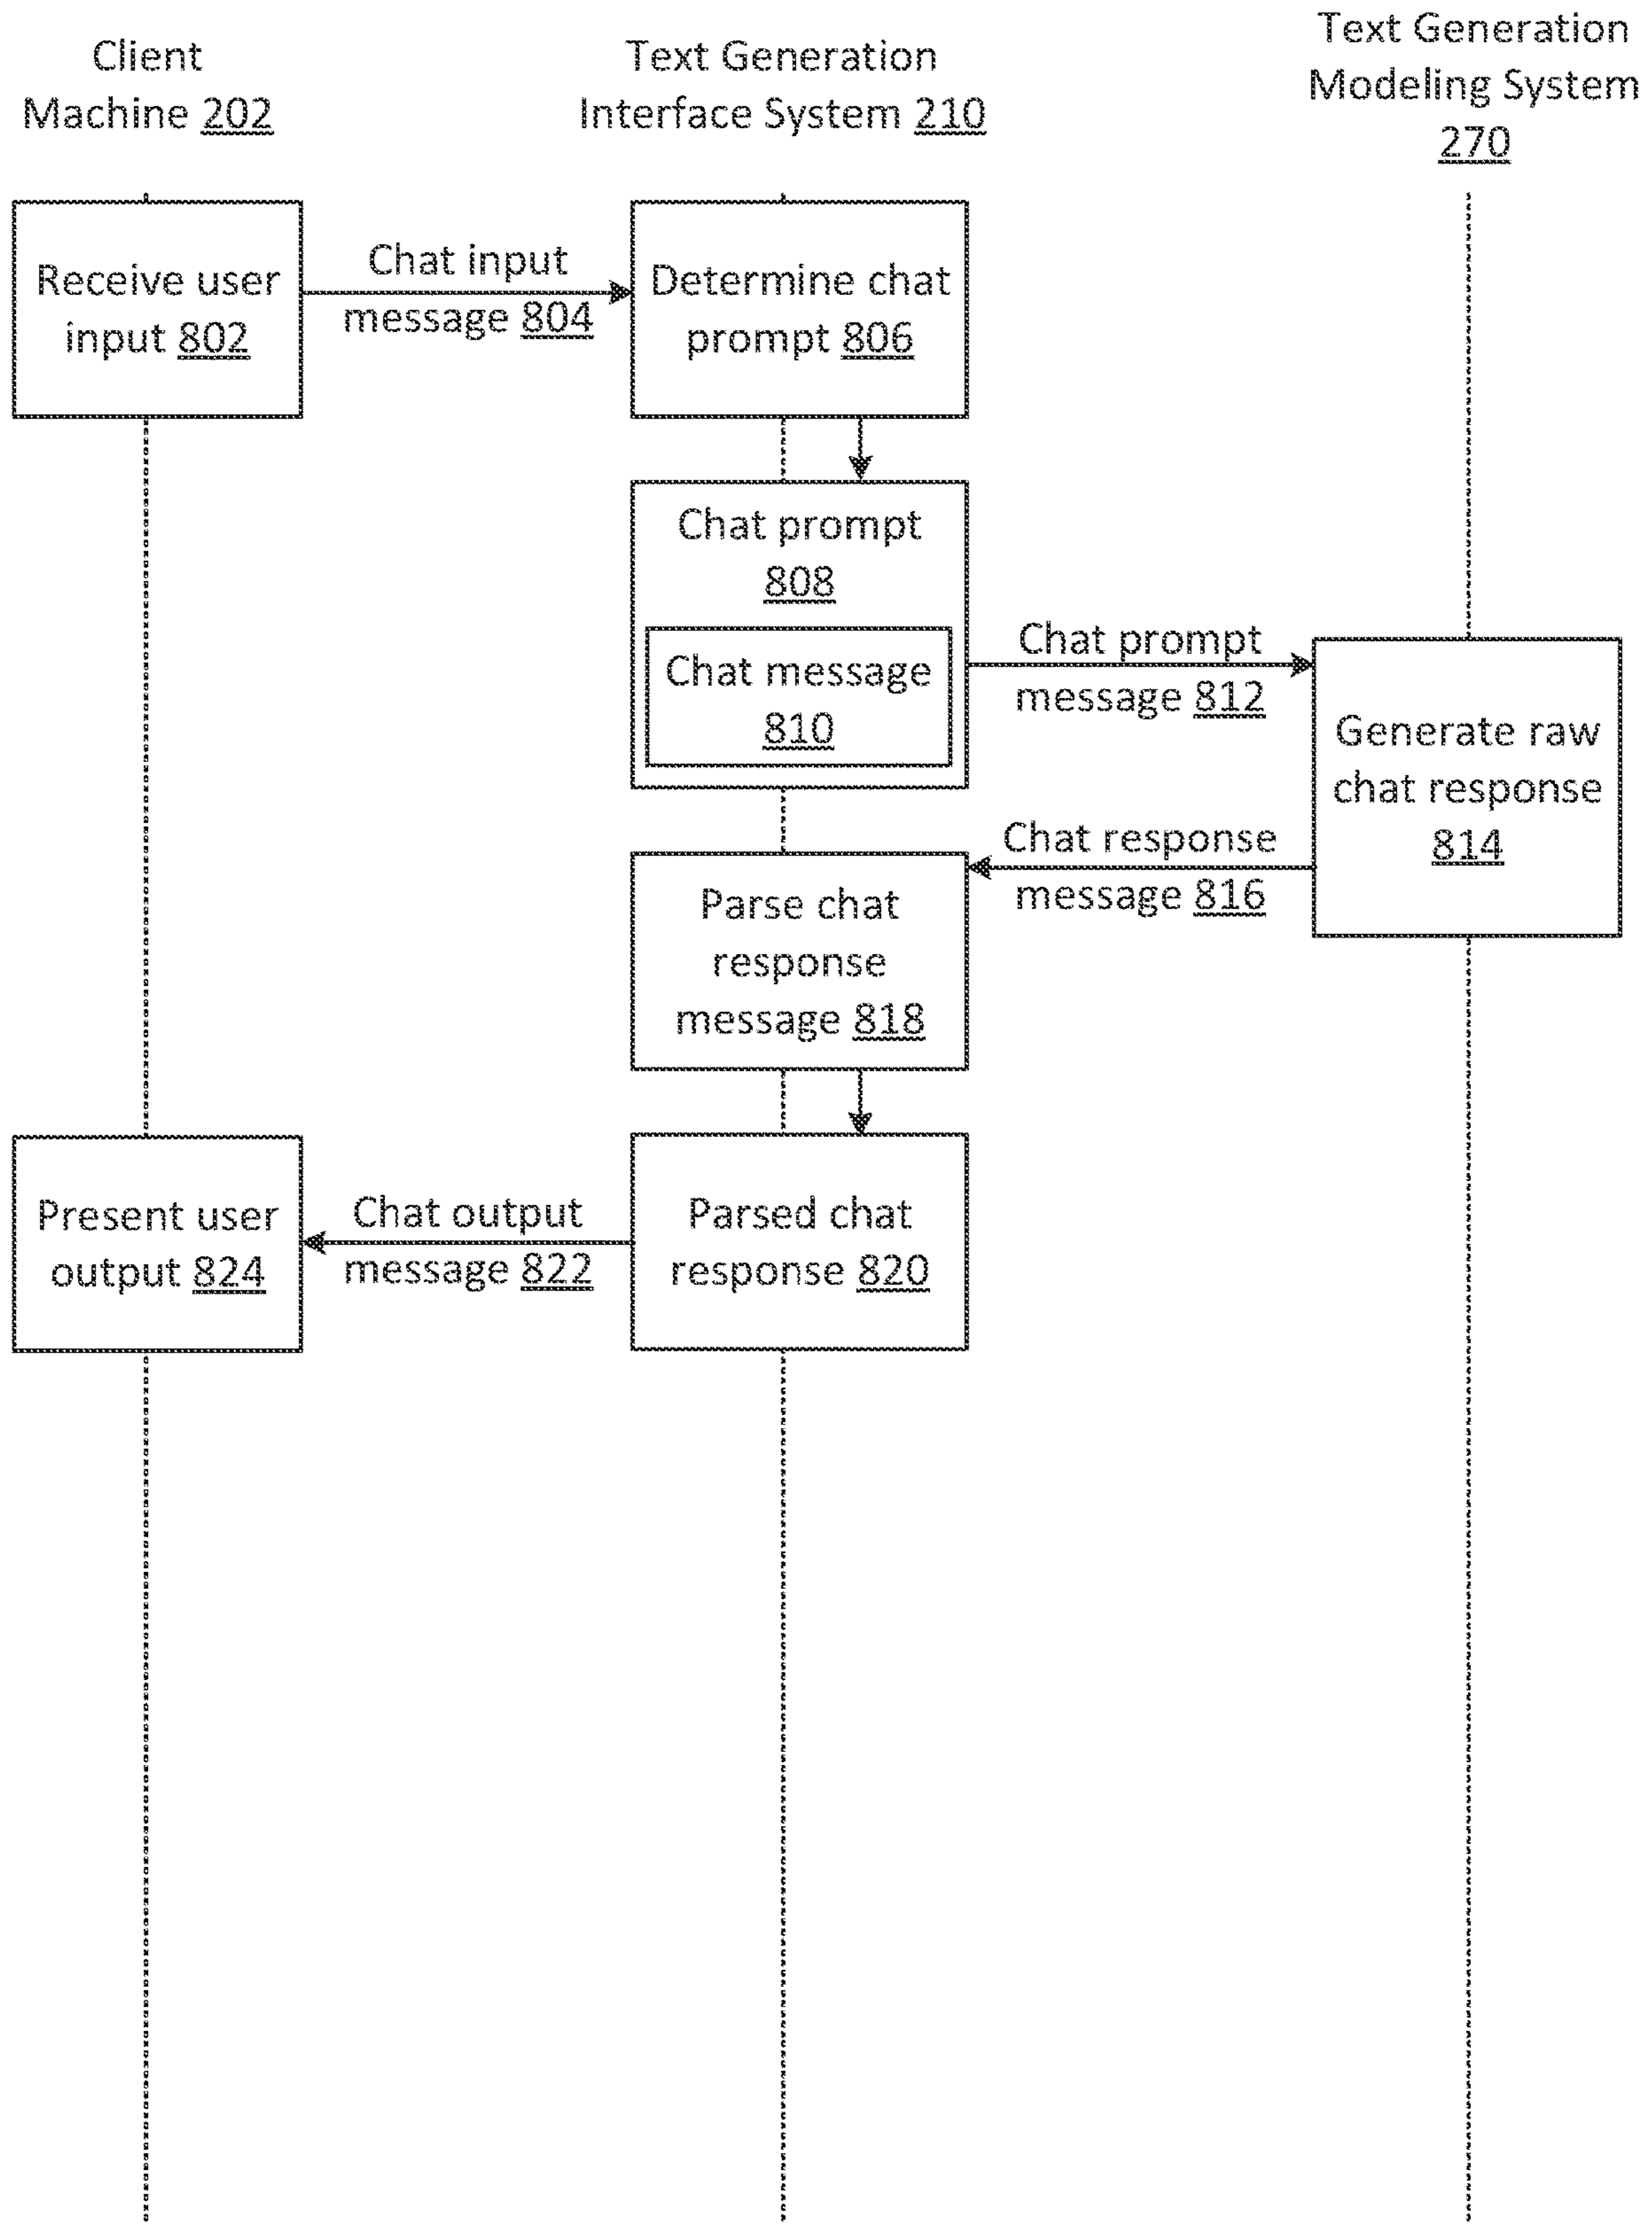 Client
Machine 202
Text Generation
Interface System 210
Text Generation
Modeling System
270
Receive user
input 802
Chat input
message 804
Determine chat
prompt 806
Chat prompt
808
Chat message
810
Chat prompt
message 812
Generate raw
chat response
814
Chat response
message 816
Parse chat
response
message 818
Parsed chat
response 820
Chat output
message 822
Present user
output 824